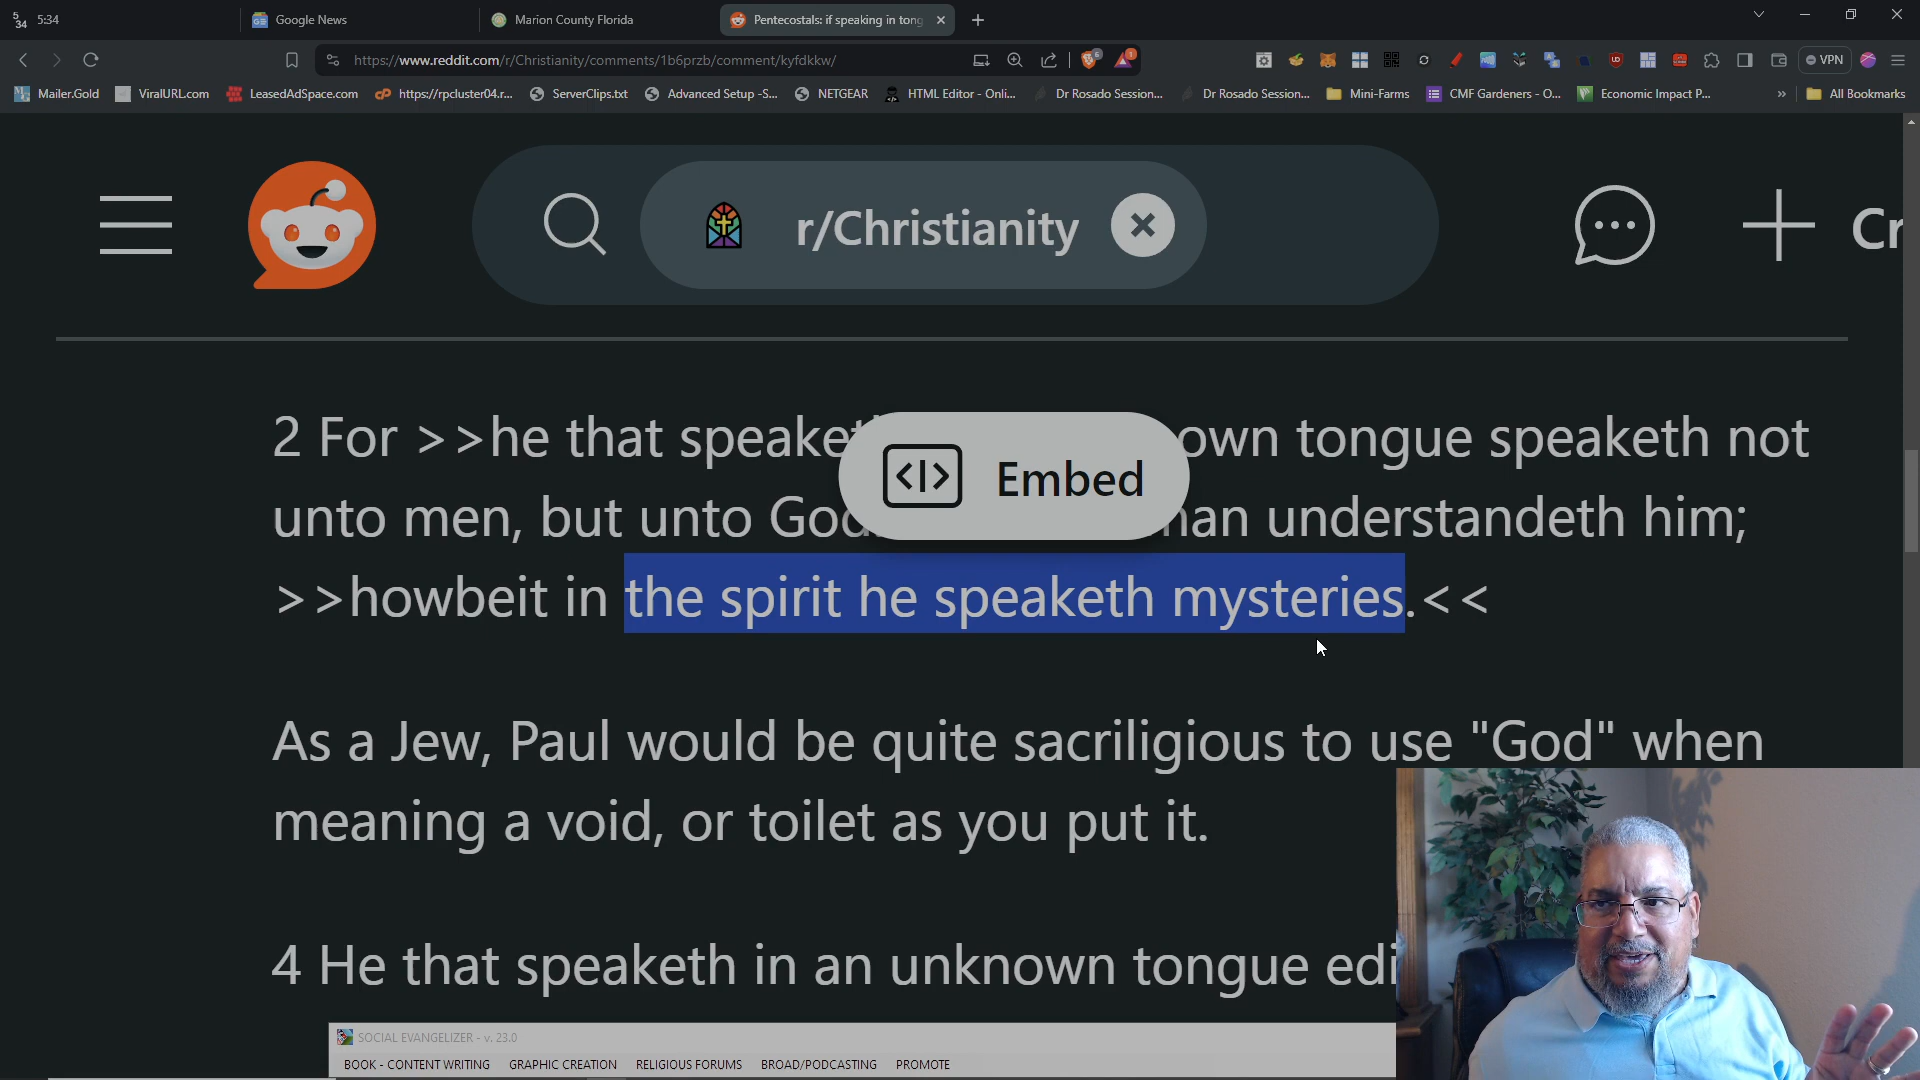 5
34
5:34
Google News
Marion County Florida
Pentecostals: if speaking in tong
https://www.reddit.com/r/Christianity/comments/1b6przb/comment/kyfdkkw/
6
1
VPN
Mailer.Gold
ViralURL.com
LeasedAdSpace.com
https://rpcluster04.r...
ServerClips.txt
Advanced Setup -S...
NETGEAR
HTML Editor - Onli...
Dr Rosado Session...
Dr Rosado Session...
Mini-Farms
CMF Gardeners - O...
Economic Impact P...
»
All Bookmarks
r/Christianity
Cr
2 For >>he that speaket own tongue speaketh not
Embed
unto men, but unto God man understandeth him;
>>howbeit in the spirit he speaketh mysteries.<<
As a Jew, Paul would be quite sacriligious to use "God" when
meaning a void, or toilet as you put it.
4 He that speaketh in an unknown tongue edi
SOCIAL EVANGELIZER - v. 23.0
BOOK - CONTENT WRITING GRAPHIC CREATION RELIGIOUS FORUMS BROAD/PODCASTING PROMOTE